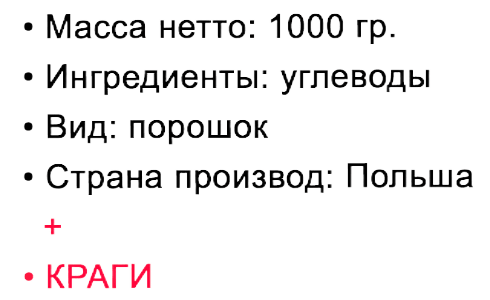 • Масса нетто: 1000 гр.
• Ингредиенты: углеводы
• Вид: порошок
• Страна производ: Польша
+
• КРАГИ